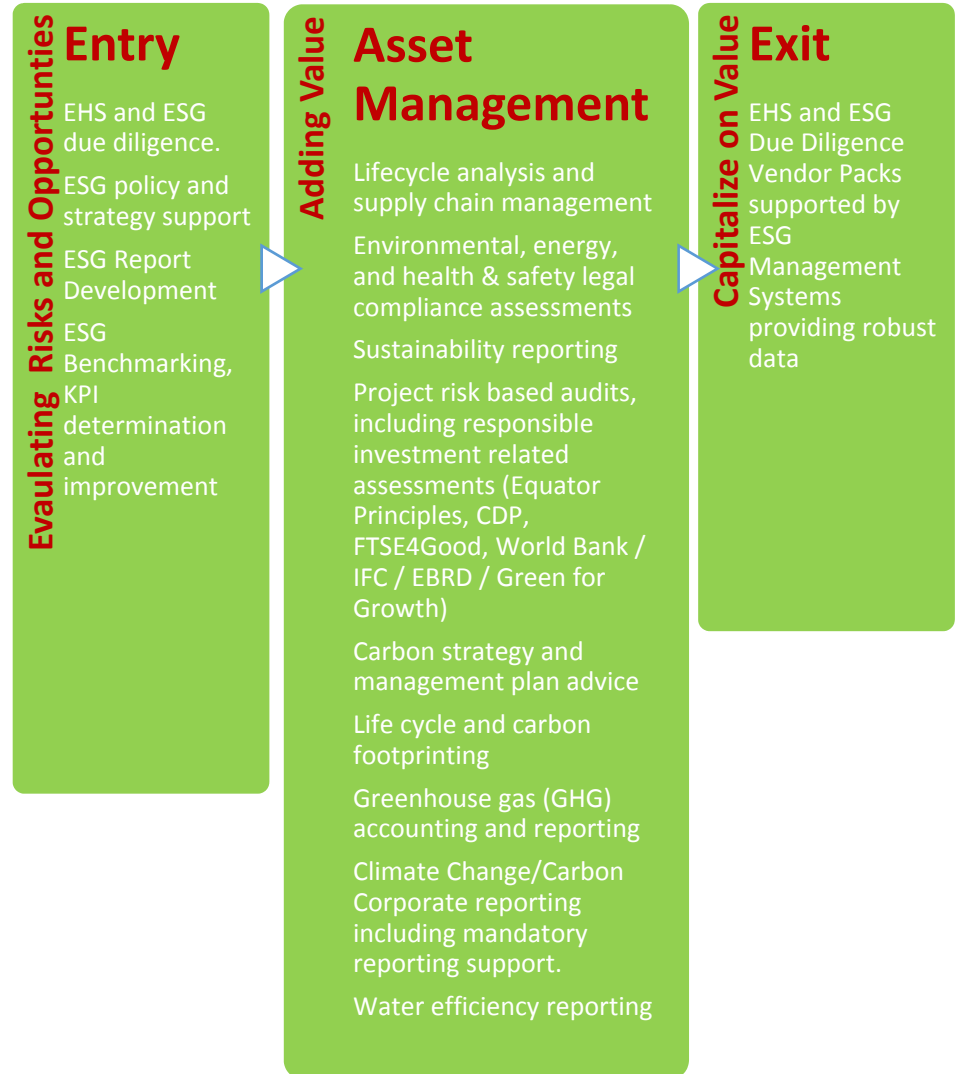 Evaulating Risks and Opportunties
Entry
EHS and ESG
due diligence.
ESG policy and
strategy support
ESG Report
Development
ESG
Benchmarking,
KPI
determination
and
improvement
Adding Value
Asset
Management
Lifecycle analysis and
supply chain management
Environmental, energy,
and health & safety legal
compliance assessments
Sustainability reporting
Project risk based audits,
including responsible
investment related
assessments (Equator
Principles, CDP,
FTSE4Good, World Bank /
IFC / EBRD / Green for
Growth)
Carbon strategy and
management plan advice
Life cycle and carbon
footprinting
Greenhouse gas (GHG)
accounting and reporting
Climate Change/Carbon
Corporate reporting
including mandatory
reporting support.
Water efficiency reporting
Capitalize on Value
Exit
EHS and ESG
Due Diligence
Vendor Packs
supported by
ESG
Management
Systems
providing robust
data